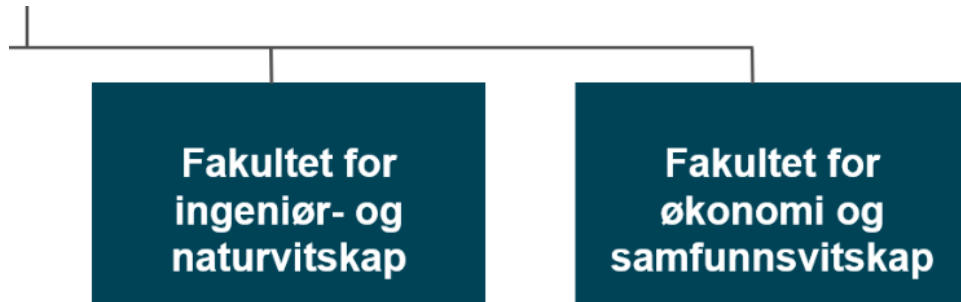 Fakultet for
ingeniør- og
naturvitskap
Fakultet for
økonomi og
samfunnsvitskap